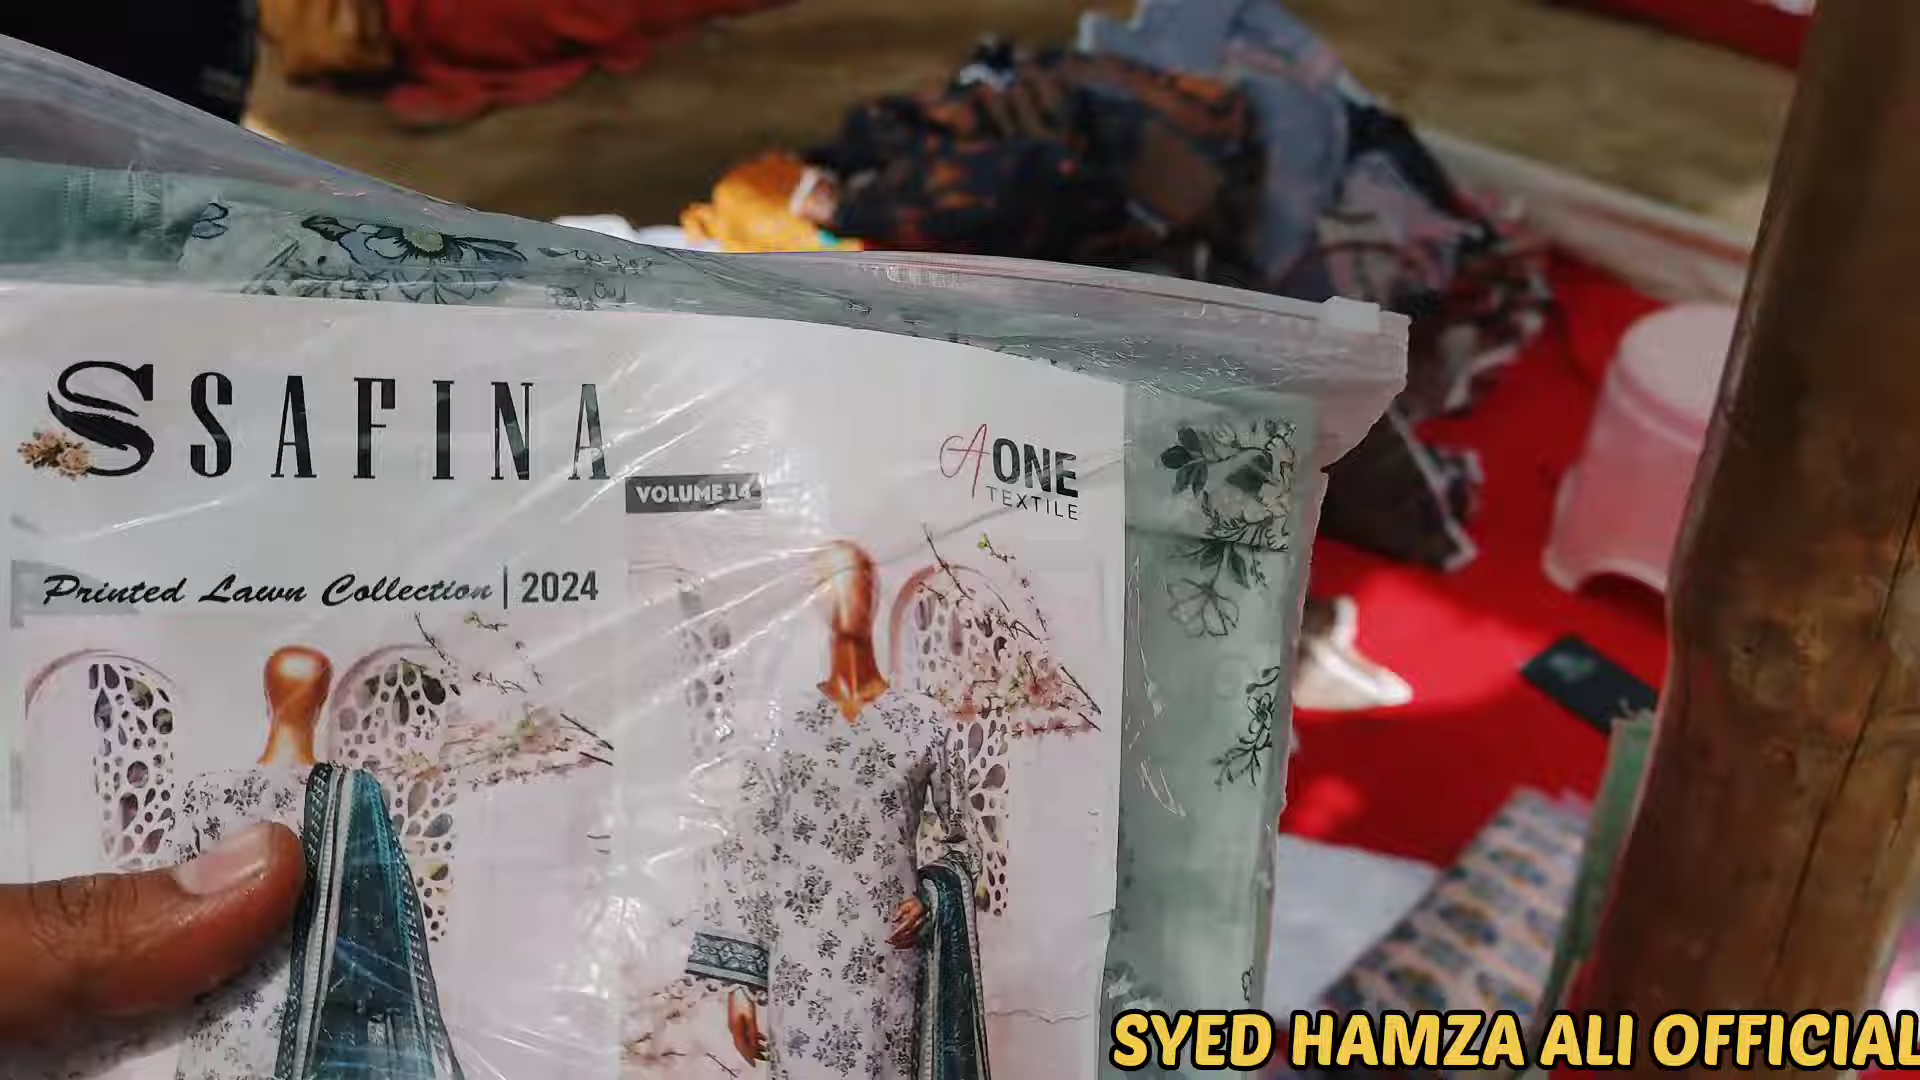 S SAFINA
VOLUME 14
A ONE
TEXTILE
Printed Lawn Collection | 2024
SYED HAMZA ALI OFFICIAL